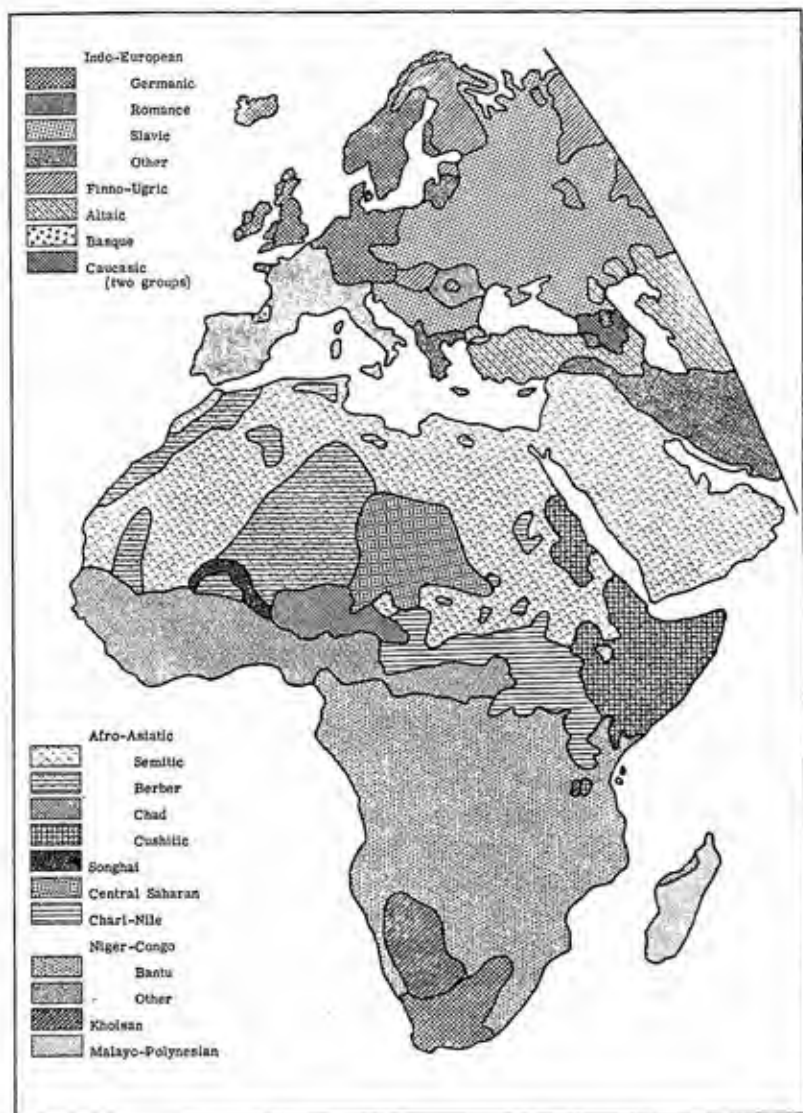 Indo-European
Germanic
Romance
Slavic
Other
Finno-Ugric
Altaic
Basque
Caucasic
(two groups)
Afro-Asiatic
Semitic
Berber
Chad
Cushitic
Songhai
Central Saharan
Chari-Nile
Niger-Congo
Bantu
Other
Khoisan
Malayo-Polynesian